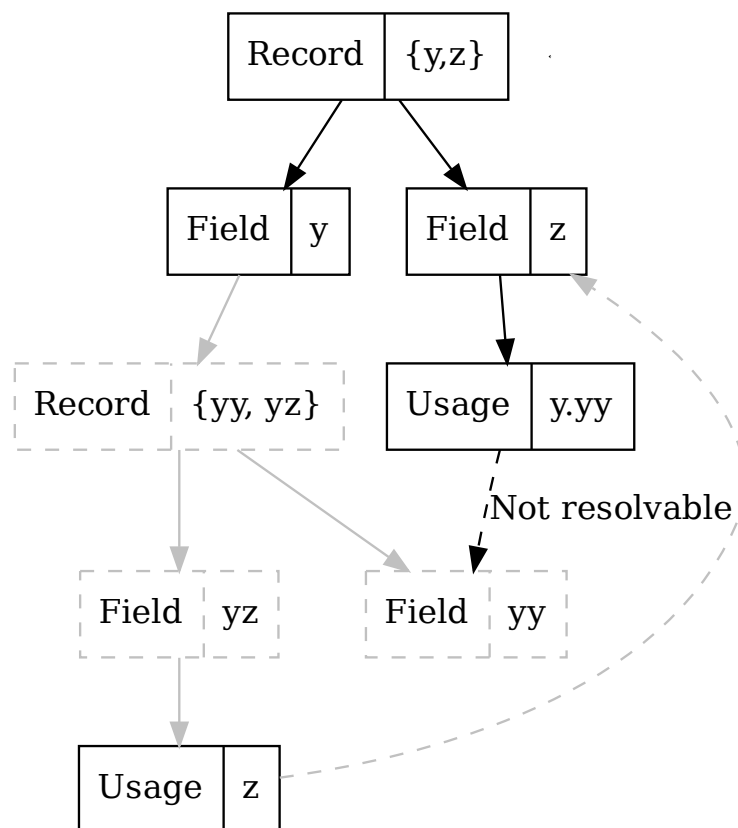 Record {y,z}
Field y
Field z
Record {yy, yz}
Usage y.yy
Not resolvable
Field yz
Field yy
Usage z